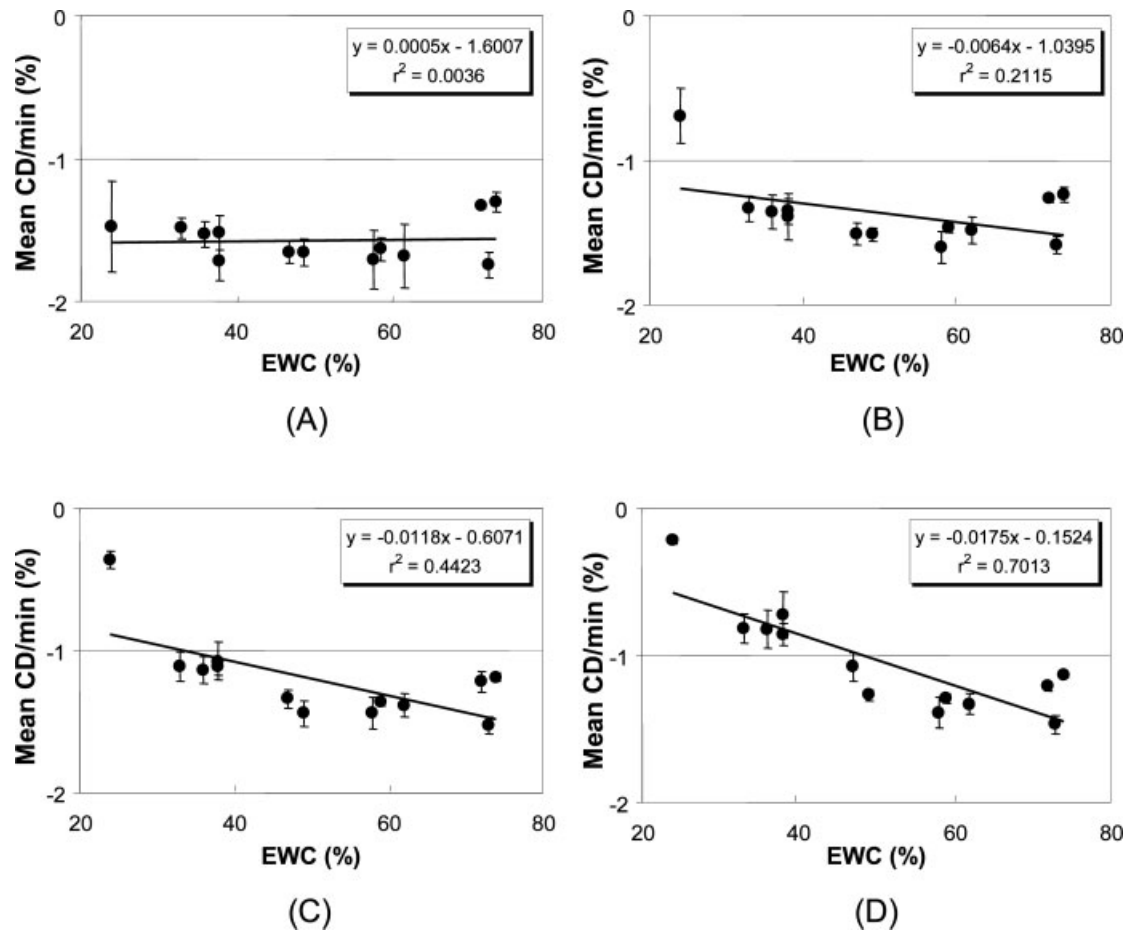 0
y = 0.0005x - 1.6007
r² = 0.0036
Mean CD/min (%)
-1
-2
20
40
60
80
EWC (%)
(A)
0
y = -0.0064x - 1.0395
r² = 0.2115
Mean CD/min (%)
-1
-2
20
40
60
80
EWC (%)
(B)
0
y = -0.0118x - 0.6071
r² = 0.4423
Mean CD/min (%)
-1
-2
20
40
60
80
EWC (%)
(C)
0
y = -0.0175x - 0.1524
r² = 0.7013
Mean CD/min (%)
-1
-2
20
40
60
80
EWC (%)
(D)